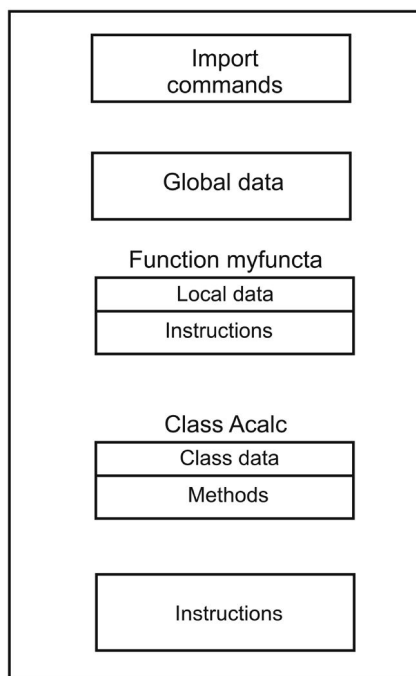 Import
commands
Global data
Function myfuncta
Local data
Instructions
Class Acalc
Class data
Methods
Instructions